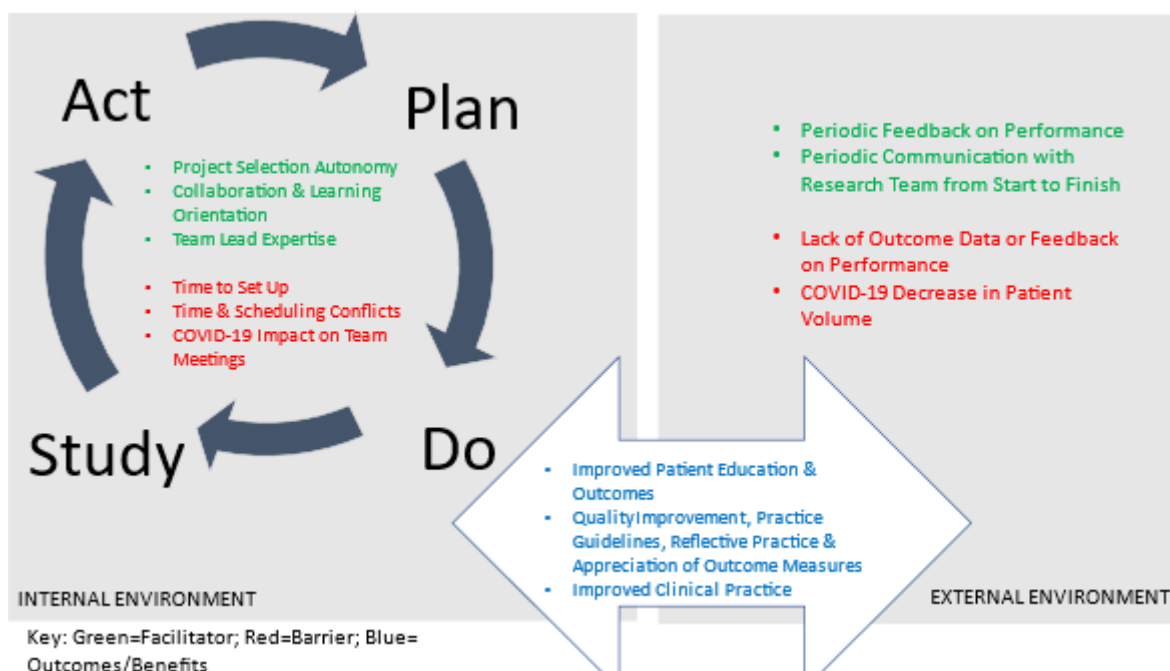 Act
Plan
• Project Selection Autonomy
• Collaboration & Learning
Orientation
• Team Lead Expertise
• Time to Set Up
• Time & Scheduling Conflicts
• COVID-19 Impact on Team
Meetings
Study
Do
• Periodic Feedback on Performance
• Periodic Communication with
Research Team from Start to Finish
• Lack of Outcome Data or Feedback
on Performance
• COVID-19 Decrease in Patient
Volume
• Improved Patient Education &
Outcomes
• QualityImprovement, Practice
Guidelines, Reflective Practice &
Appreciation of Outcome Measures
• Improved Clinical Practice
INTERNAL ENVIRONMENT
EXTERNAL ENVIRONMENT
Key: Green=Facilitator; Red=Barrier; Blue=
Outcomes/Benefits